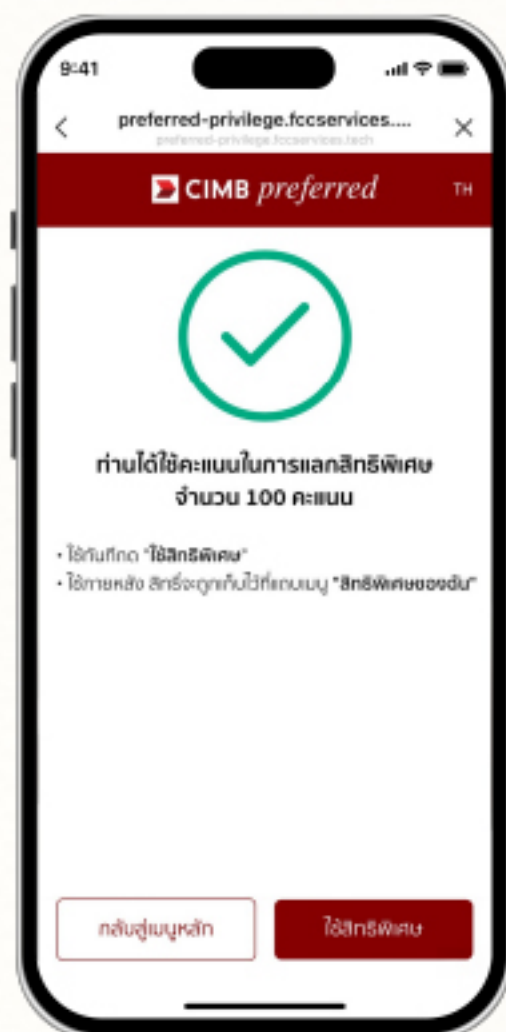 9:41
preferred-privilege.fccservices....
preferred-privilege.fccservices.tech
CIMB preferred
TH
ท่านได้ใช้คะแนนในการแลกสิทธิพิเศษ
จำนวน 100 คะแนน
• ใช้ทันทีกด "ใช้สิทธิพิเศษ"
• ใช้ภายหลัง สิทธิ์จะถูกเก็บไว้ที่แถบเมนู "สิทธิพิเศษของฉัน"
กลับสู่เมนูหลัก
ใช้สิทธิพิเศษ